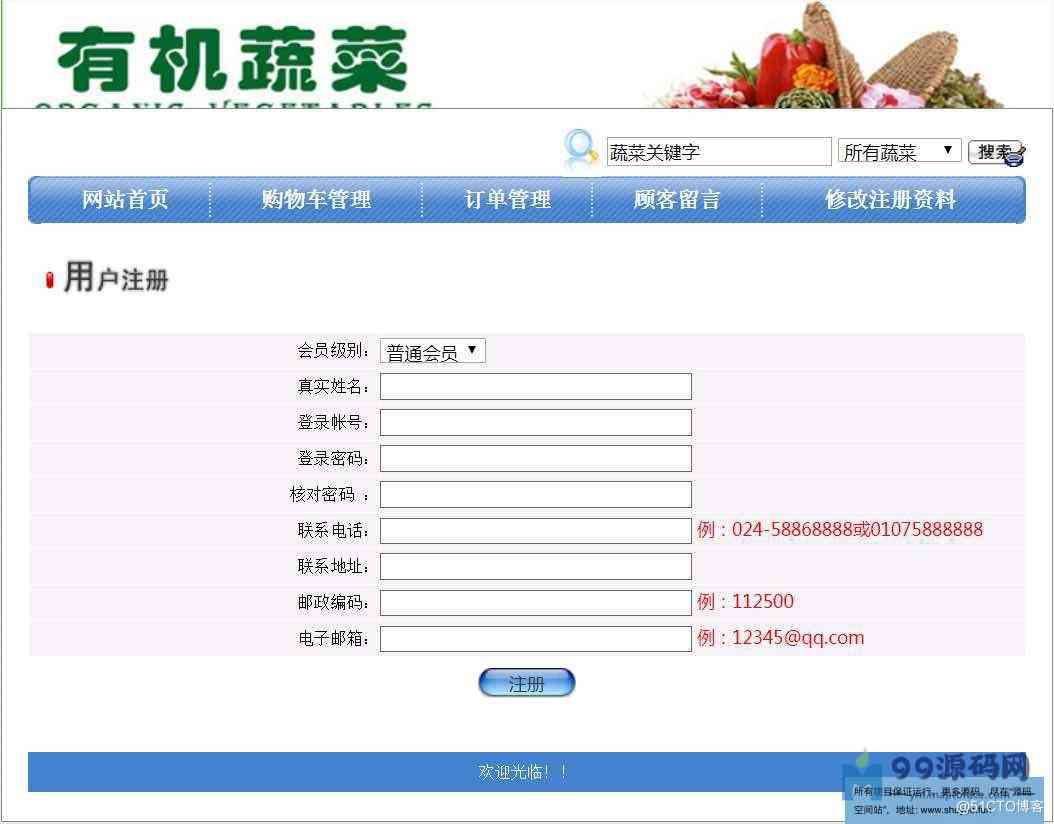 有机蔬菜
ORGANIC VEGETABLES
蔬菜关键字 所有蔬菜 搜索
网站首页 购物车管理 订单管理 顾客留言 修改注册资料
用户注册
会员级别: 普通会员
真实姓名:
登录帐号:
登录密码:
核对密码 :
联系电话: 例：024-58868888或01075888888
联系地址:
邮政编码: 例：112500
电子邮箱: 例：12345@qq.com
注册
欢迎光临！！
99源码网
所有项目保证运行，更多源码，尽在“源码
空间站”，地址: www.shu
@51CTO博客